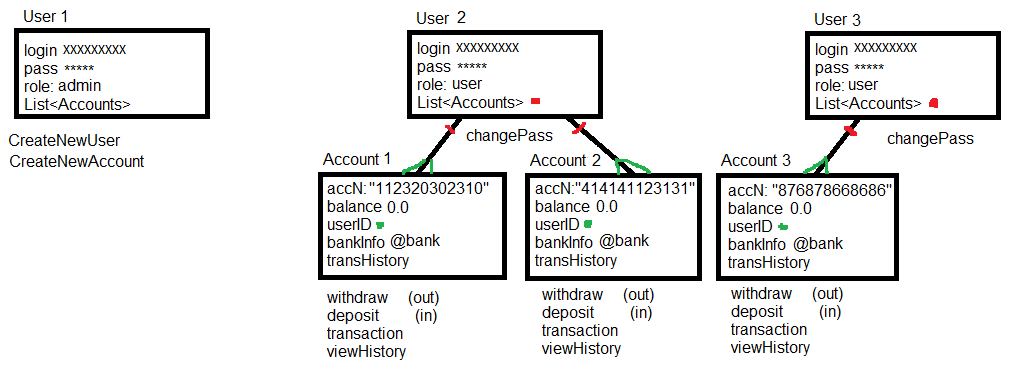 User 1
login xxxxxxxxx
pass *****
role: admin
List<Accounts>
CreateNewUser
CreateNewAccount
User 2
login xxxxxxxxx
pass *****
role: user
List<Accounts>
changePass
User 3
login xxxxxxxxx
pass *****
role: user
List<Accounts>
changePass
Account 1
accN: "112320302310"
balance 0.0
userID
bankInfo @bank
transHistory
withdraw (out)
deposit (in)
transaction
viewHistory
Account 2
accN:"414141123131"
balance 0.0
userID
bankInfo @bank
transHistory
withdraw (out)
deposit (in)
transaction
viewHistory
Account 3
accN: "876878668686"
balance 0.0
userID
bankInfo @bank
transHistory
withdraw (out)
deposit (in)
transaction
viewHistory